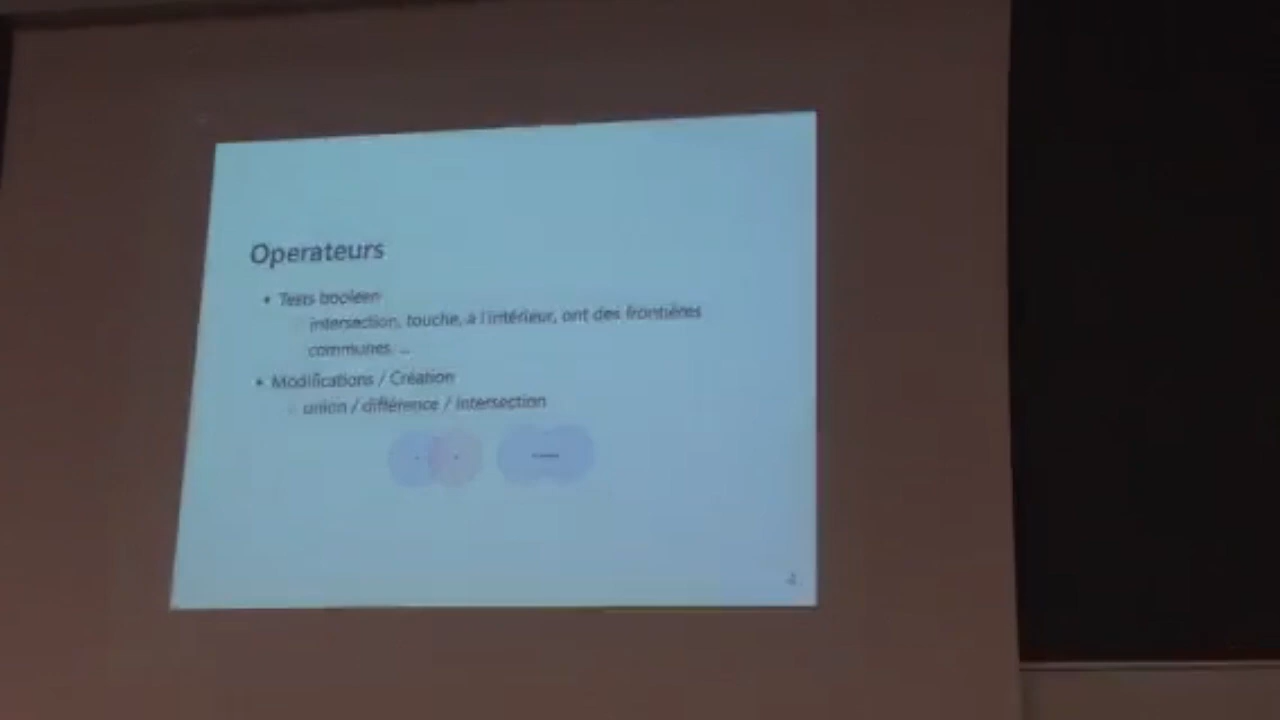 Operateurs
• Tests booleen
intersection, touche, à l'intérieur, ont des frontières
communes, ...
• Modifications / Création
○ union / différence / intersection